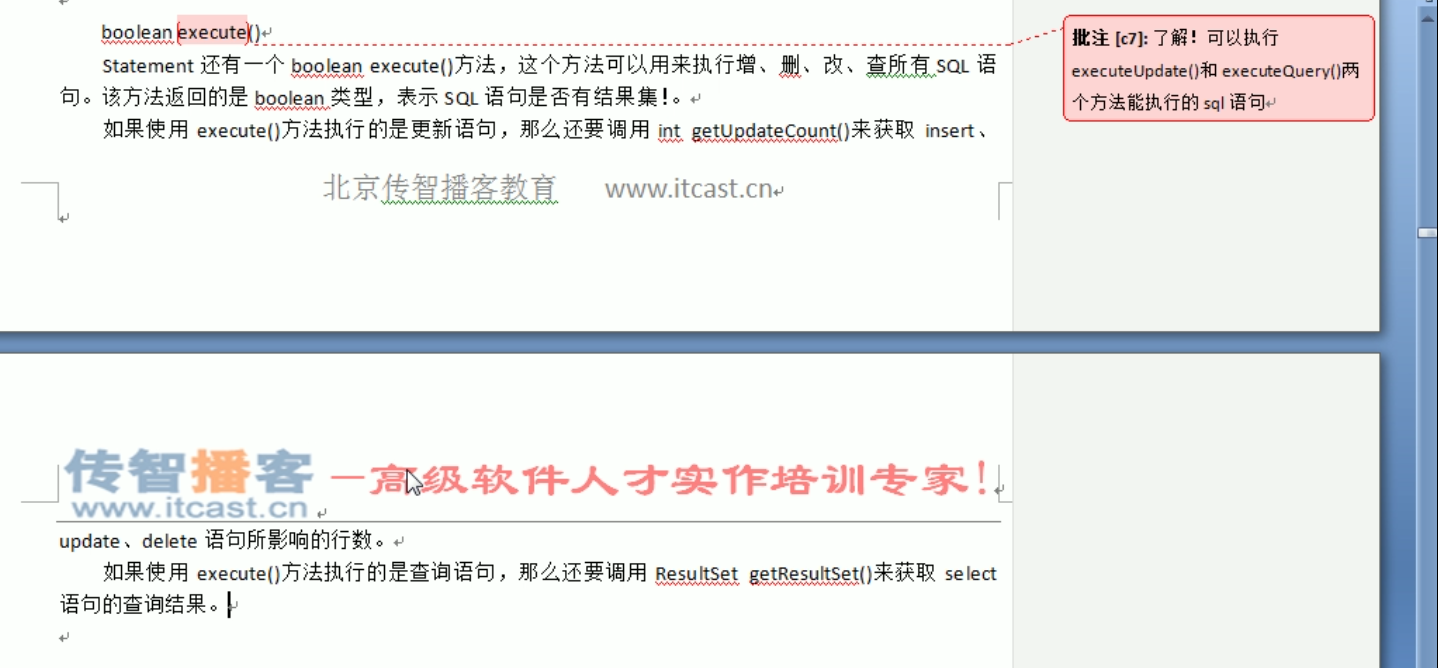 boolean execute()
Statement 还有一个 boolean execute()方法，这个方法可以用来执行增、删、改、查所有 SQL 语
句。该方法返回的是 boolean 类型，表示 SQL 语句是否有结果集！。
如果使用 execute()方法执行的是更新语句，那么还要调用 int getUpdateCount()来获取 insert、
批注 [c7]: 了解！可以执行
executeUpdate()和 executeQuery()两
个方法能执行的 sql 语句
北京传智播客教育 www.itcast.cn
传智播客 —高级软件人才实作培训专家!
www.itcast.cn
update、delete 语句所影响的行数。
如果使用 execute()方法执行的是查询语句，那么还要调用 ResultSet getResultSet()来获取 select
语句的查询结果。